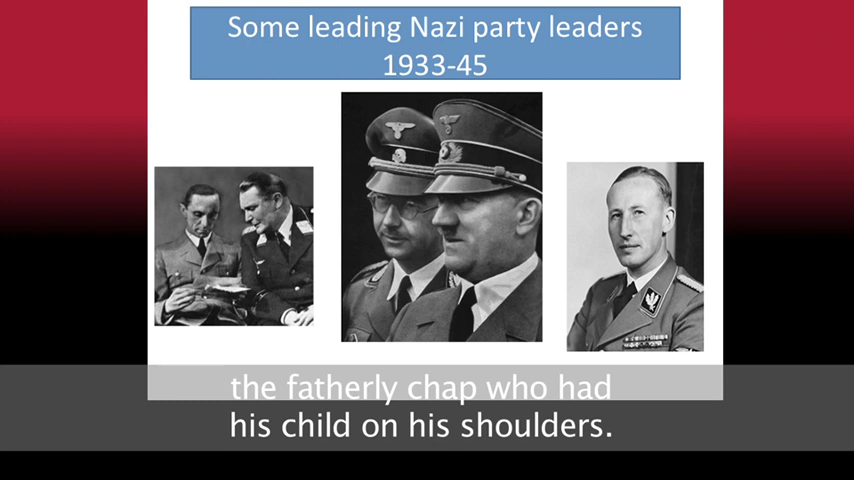 Some leading Nazi party leaders
1933-45
the fatherly chap who had
his child on his shoulders.